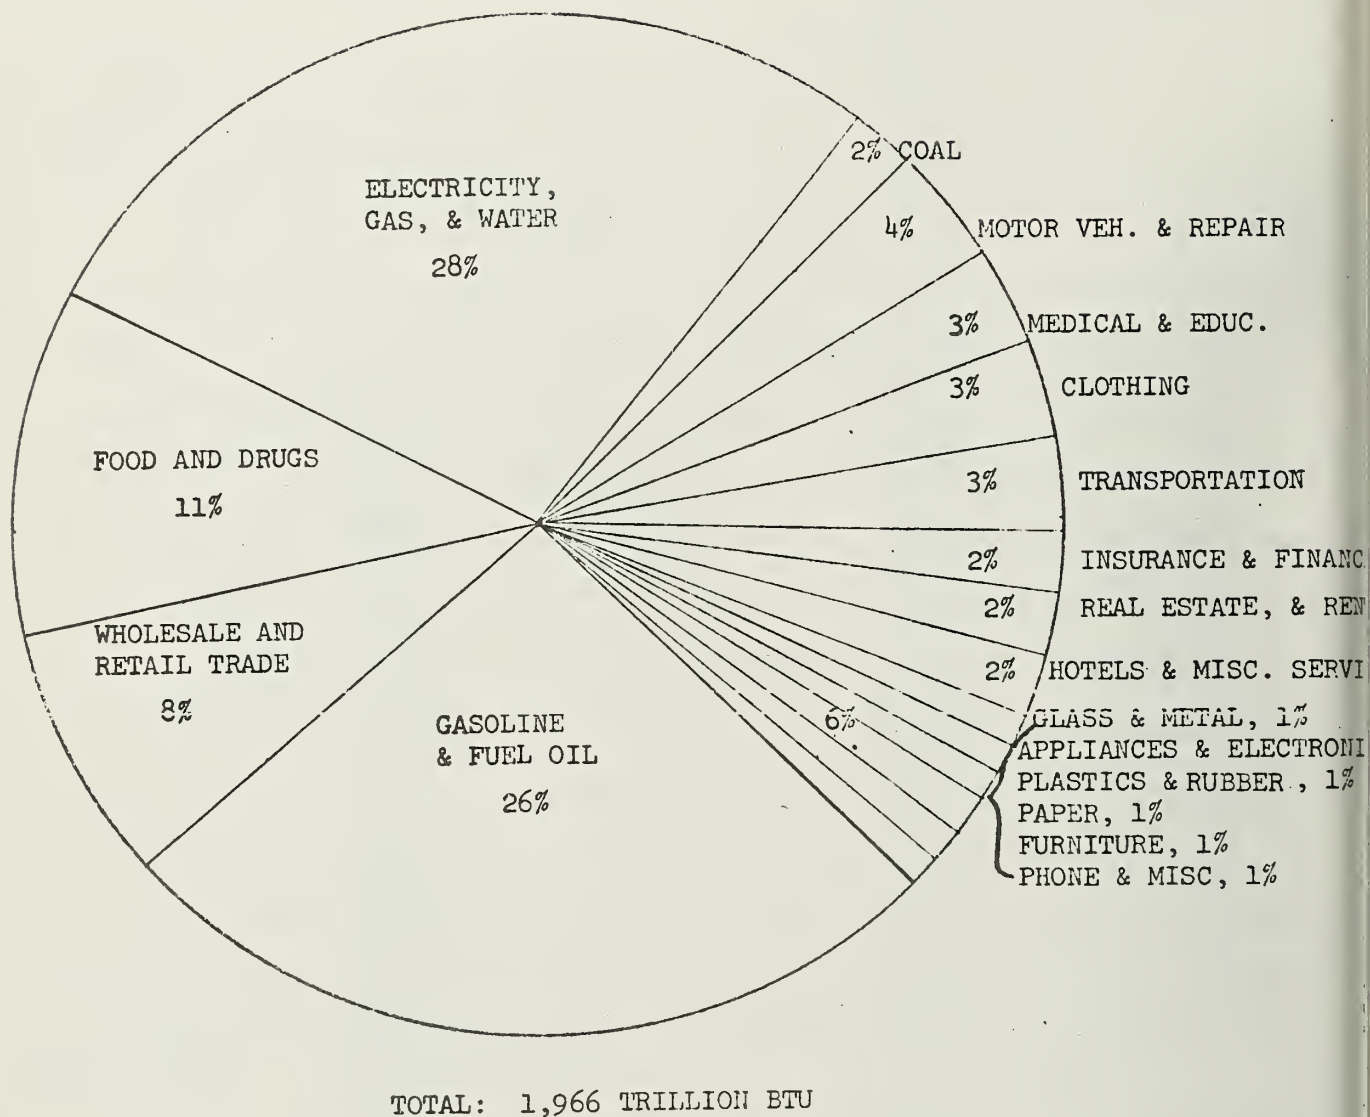 2% COAL
ELECTRICITY,
GAS, & WATER
28%
4% MOTOR VEH. & REPAIR
3% MEDICAL & EDUC.
3% CLOTHING
FOOD AND DRUGS
11%
3% TRANSPORTATION
2% INSURANCE & FINANC
2% REAL ESTATE, & REN
WHOLESALE AND
RETAIL TRADE
8%
2% HOTELS & MISC. SERVI
GASOLINE
& FUEL OIL
26%
6%
GLASS & METAL, 1%
APPLIANCES & ELECTRONI
PLASTICS & RUBBER, 1%
PAPER, 1%
FURNITURE, 1%
PHONE & MISC, 1%
TOTAL: 1,966 TRILLION BTU